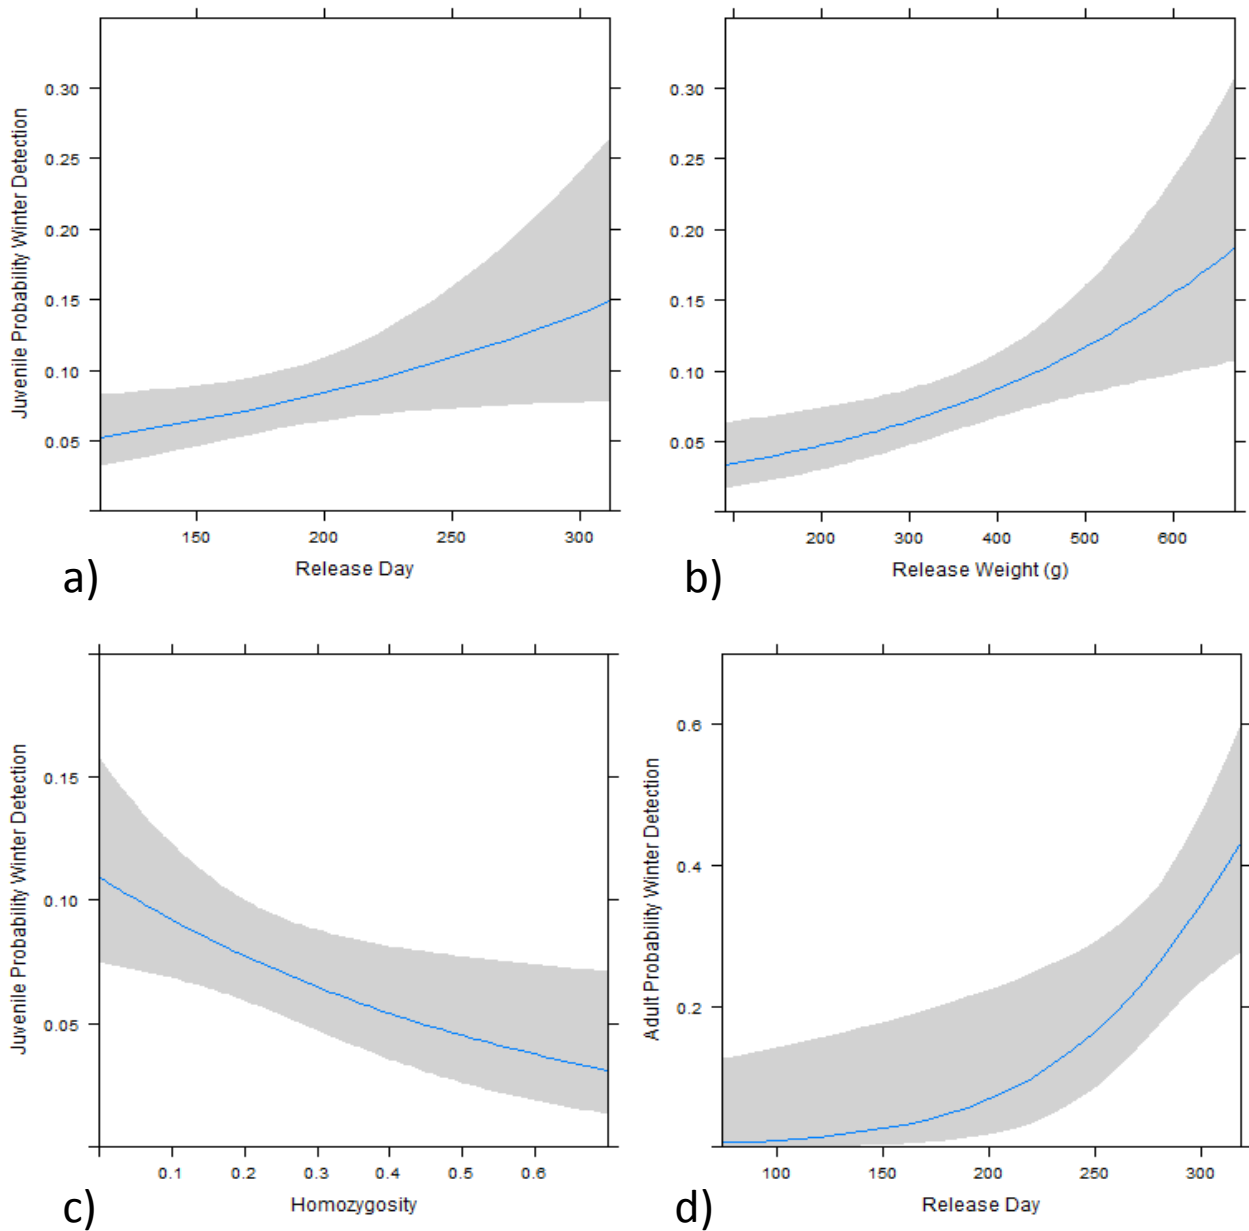 Juvenile Probability Winter Detection
0.30
0.25
0.20
0.15
0.10
0.05
150 200 250 300
Release Day
a)
0.30
0.25
0.20
0.15
0.10
0.05
200 300 400 500 600
Release Weight (g)
b)
Juvenile Probability Winter Detection
0.15
0.10
0.05
0.1 0.2 0.3 0.4 0.5 0.6
Homozygosity
c)
Adult Probability Winter Detection
0.6
0.4
0.2
100 150 200 250 300
Release Day
d)